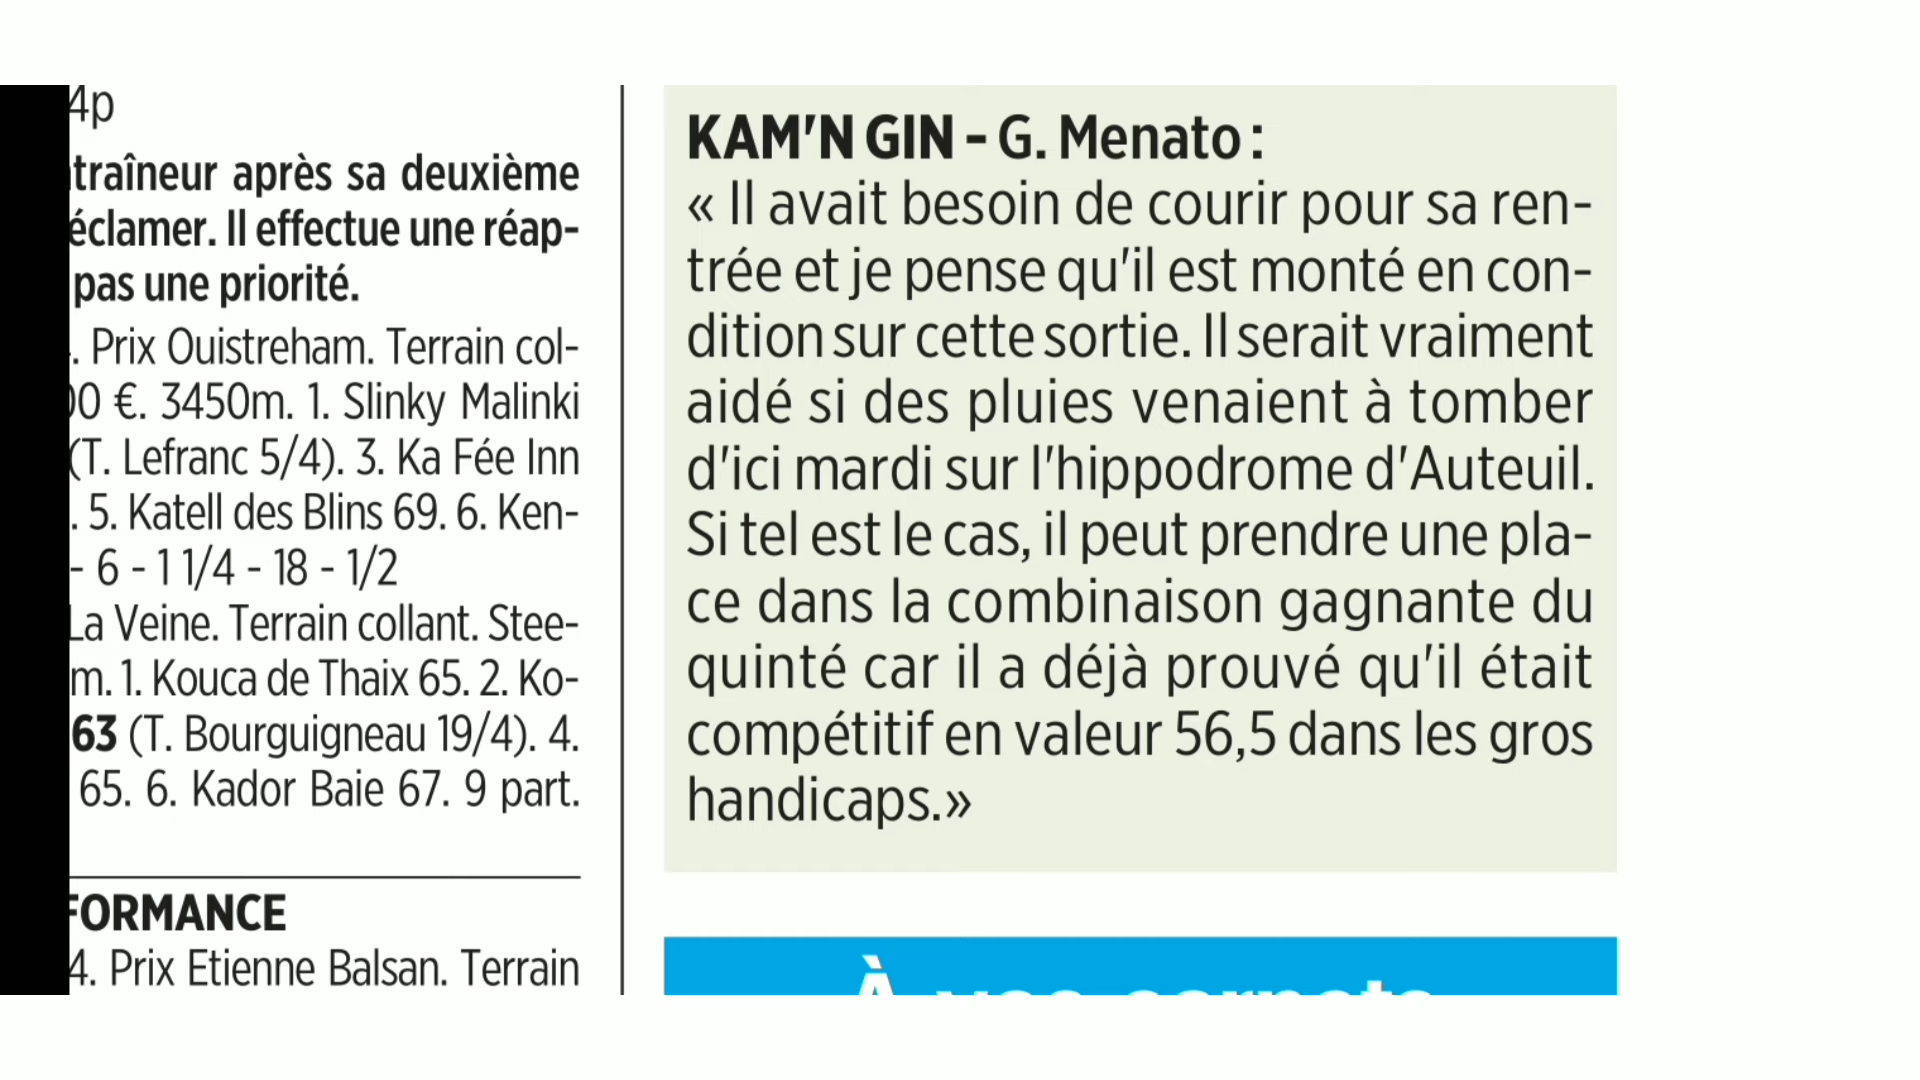 4p
traîneur après sa deuxième
éclamer. Il effectue une réap-
pas une priorité.
. Prix Ouistreham. Terrain col-
00 €. 3450m. 1. Slinky Malinki
(T. Lefranc 5/4). 3. Ka Fée Inn
. 5. Katell des Blins 69. 6. Ken-
- 6 - 1 1/4 - 18 - 1/2
La Veine. Terrain collant. Stee-
m. 1. Kouca de Thaix 65. 2. Ko-
63 (T. Bourguigneau 19/4). 4.
65. 6. Kador Baie 67. 9 part.
FORMANCE
4. Prix Etienne Balsan. Terrain
KAM'N GIN - G. Menato :
« Il avait besoin de courir pour sa ren-
trée et je pense qu'il est monté en con-
dition sur cette sortie. Il serait vraiment
aidé si des pluies venaient à tomber
d'ici mardi sur l'hippodrome d'Auteuil.
Si tel est le cas, il peut prendre une pla-
ce dans la combinaison gagnante du
quinté car il a déjà prouvé qu'il était
compétitif en valeur 56,5 dans les gros
handicaps.»
À vos carnets